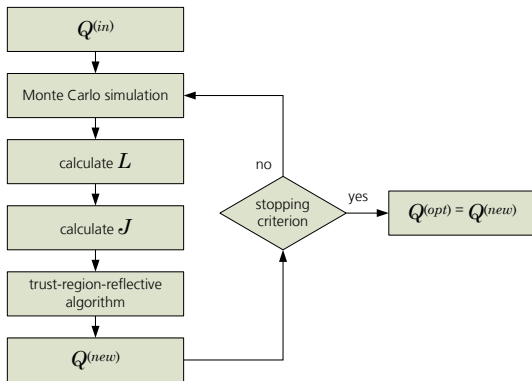 Q(in)
Monte Carlo simulation
calculate L
calculate J
trust-region-reflective
algorithm
Q(new)
no
stopping
criterion
yes
Q(opt) = Q(new)